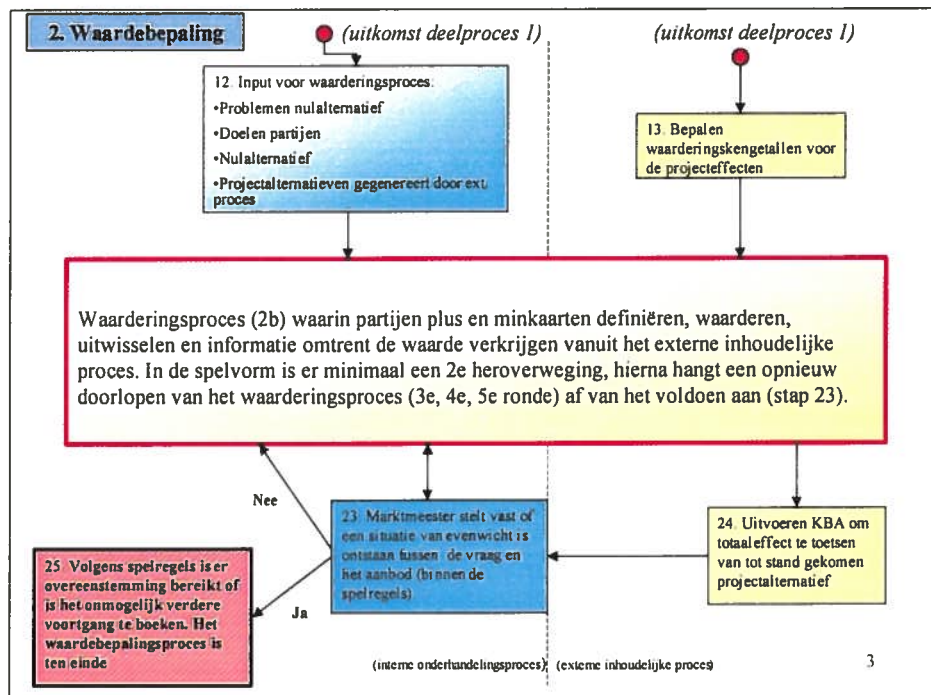 2. Waardebepaling
(uitkomst deelproces 1)
(uitkomst deelproces 1)
12. Input voor waarderingsproces:
•Problemen nulalternatief
•Doelen partijen
•Nulalternatief
•Projectalternatieven gegenereert door ext.
proces
13. Bepalen
waarderingskengetallen voor
de projecteffecten
Waarderingsproces (2b) waarin partijen plus en minkaarten definiëren, waarderen,
uitwisselen en informatie omtrent de waarde verkrijgen vanuit het externe inhoudelijke
proces. In de spelvorm is er minimaal een 2e heroverweging, hierna hangt een opnieuw
doorlopen van het waarderingsproces (3e, 4e, 5e ronde) af van het voldoen aan (stap 23).
Nee
23. Marktmeester stelt vast of
een situatie van evenwicht is
ontstaan tussen de vraag en
het aanbod (binnen de
spelregels)
24. Uitvoeren KBA om
totaaleffect te toetsen
van tot stand gekomen
projectalternatief
25. Volgens spelregels is er
overeenstemming bereikt of
is het onmogelijk verdere
voortgang te boeken. Het
waardebepalingsproces is
ten einde
Ja
(interne onderhandelingsproces)
(externe inhoudelijke proces)
3